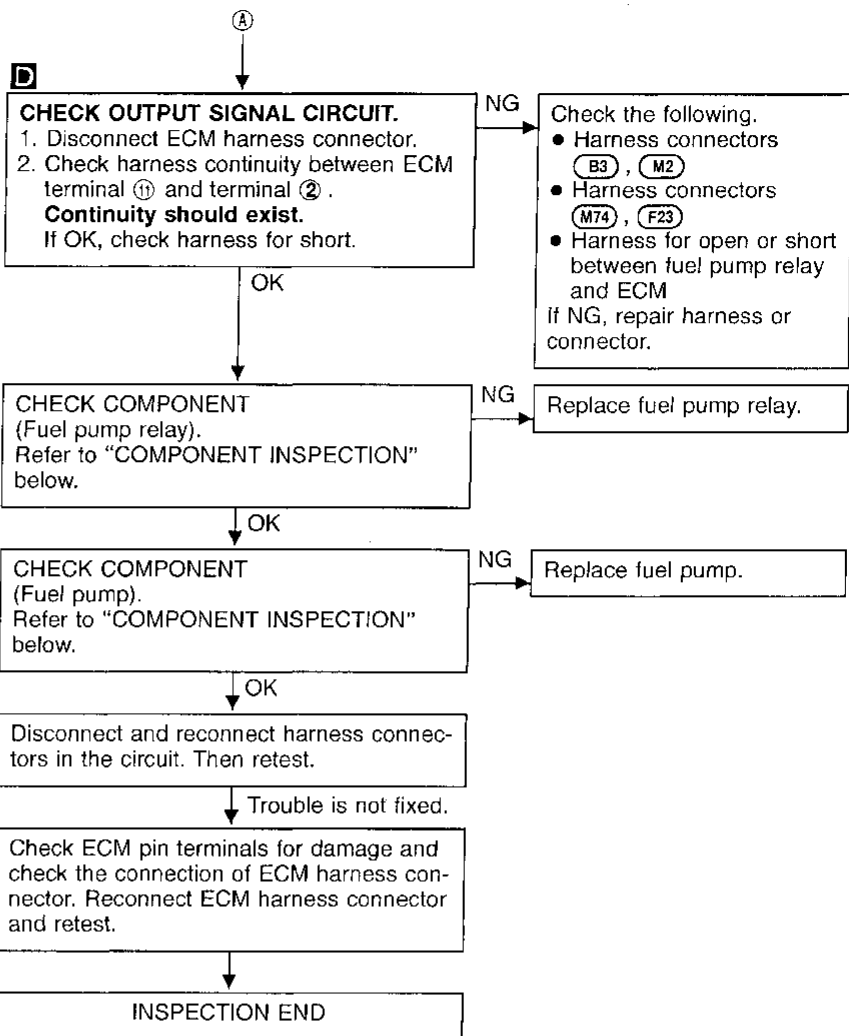 Ⓐ
D
CHECK OUTPUT SIGNAL CIRCUIT.
1. Disconnect ECM harness connector.
2. Check harness continuity between ECM
terminal ⑪ and terminal ② .
Continuity should exist.
If OK, check harness for short.
NG
Check the following.
● Harness connectors
B3 , M2
● Harness connectors
M74 , F23
● Harness for open or short
between fuel pump relay
and ECM
If NG, repair harness or
connector.
OK
CHECK COMPONENT
(Fuel pump relay).
Refer to “COMPONENT INSPECTION”
below.
NG
Replace fuel pump relay.
OK
CHECK COMPONENT
(Fuel pump).
Refer to “COMPONENT INSPECTION”
below.
NG
Replace fuel pump.
OK
Disconnect and reconnect harness connec-
tors in the circuit. Then retest.
Trouble is not fixed.
Check ECM pin terminals for damage and
check the connection of ECM harness con-
nector. Reconnect ECM harness connector
and retest.
INSPECTION END